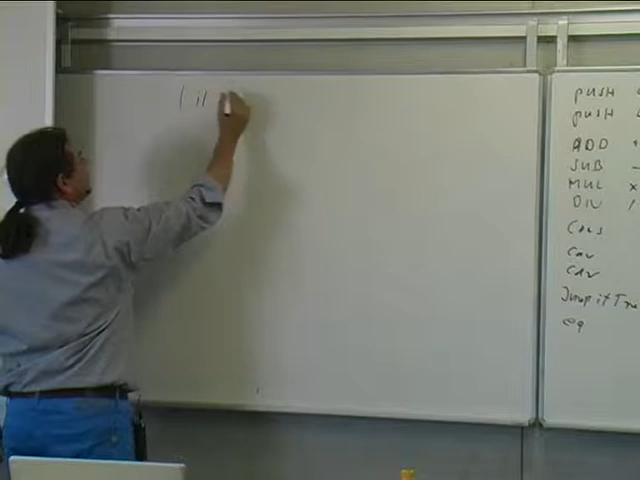 PUSH
PUSH
ADD +
SUB -
MUL x
DIV /
Cons
Car
Cdr
Jump if True
eq